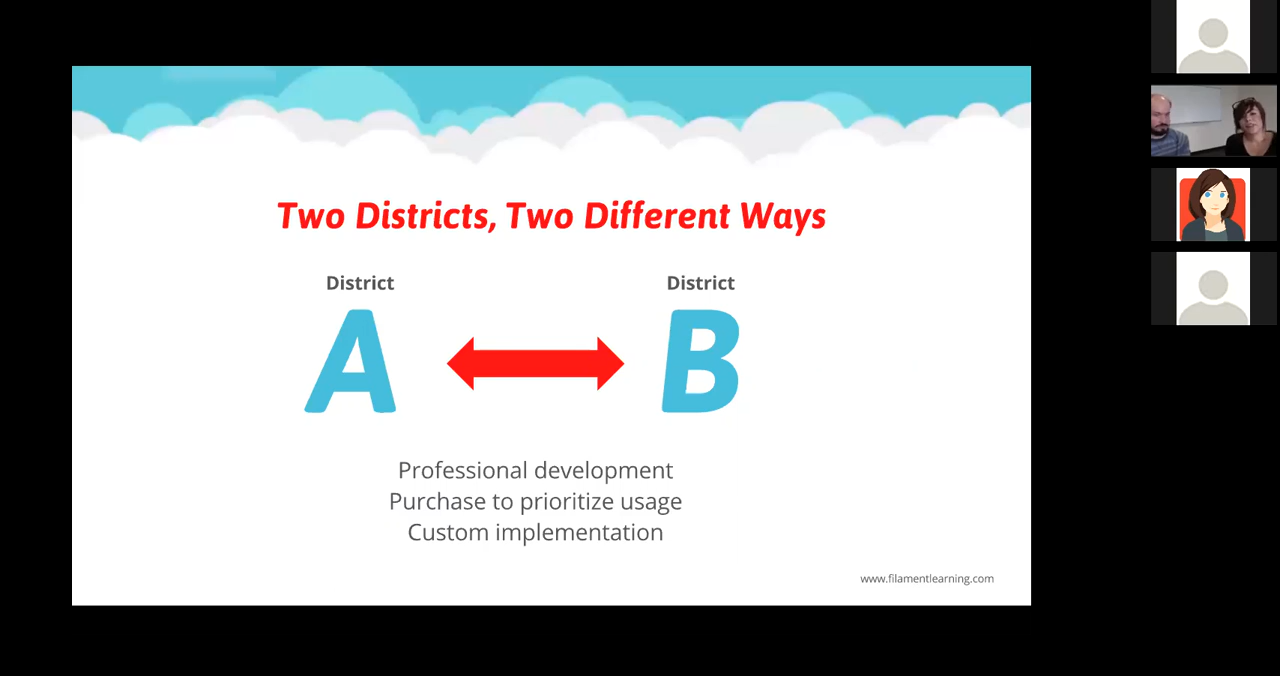 Two Districts, Two Different Ways
District
A
District
B
Professional development
Purchase to prioritize usage
Custom implementation
www.filamentlearning.com